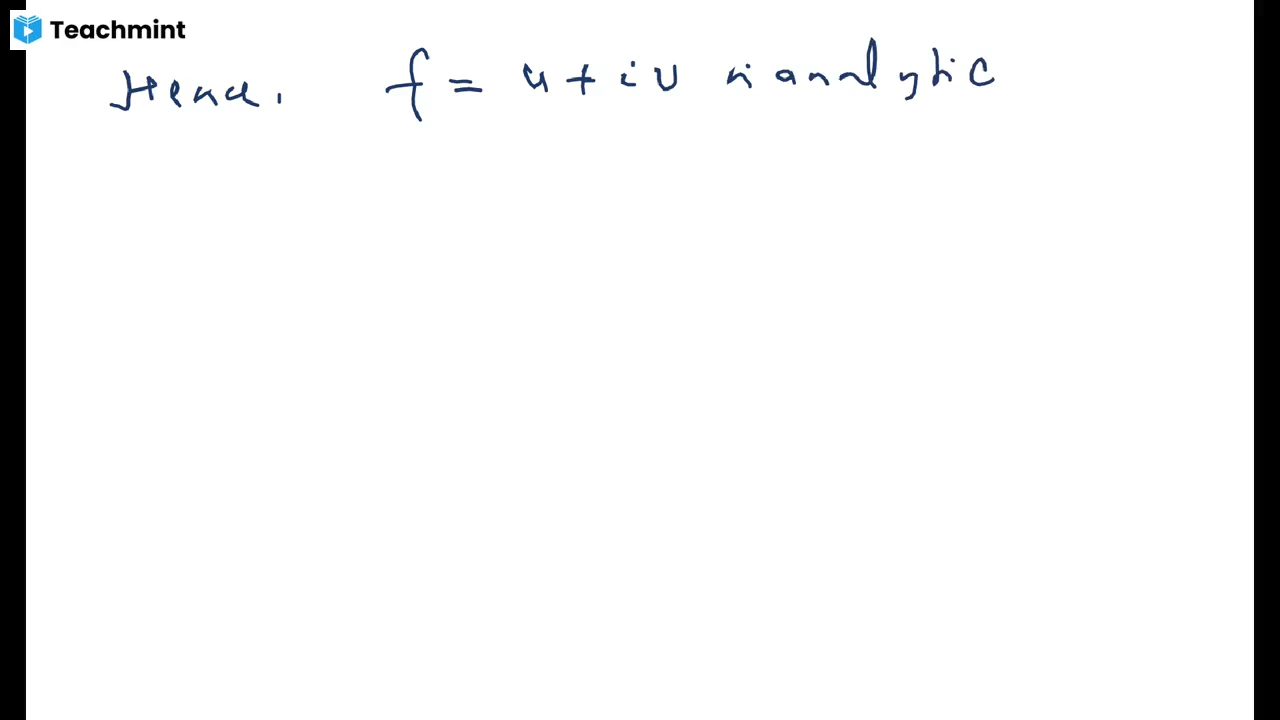 Teachmint
Hence. f = u + iv is analytic